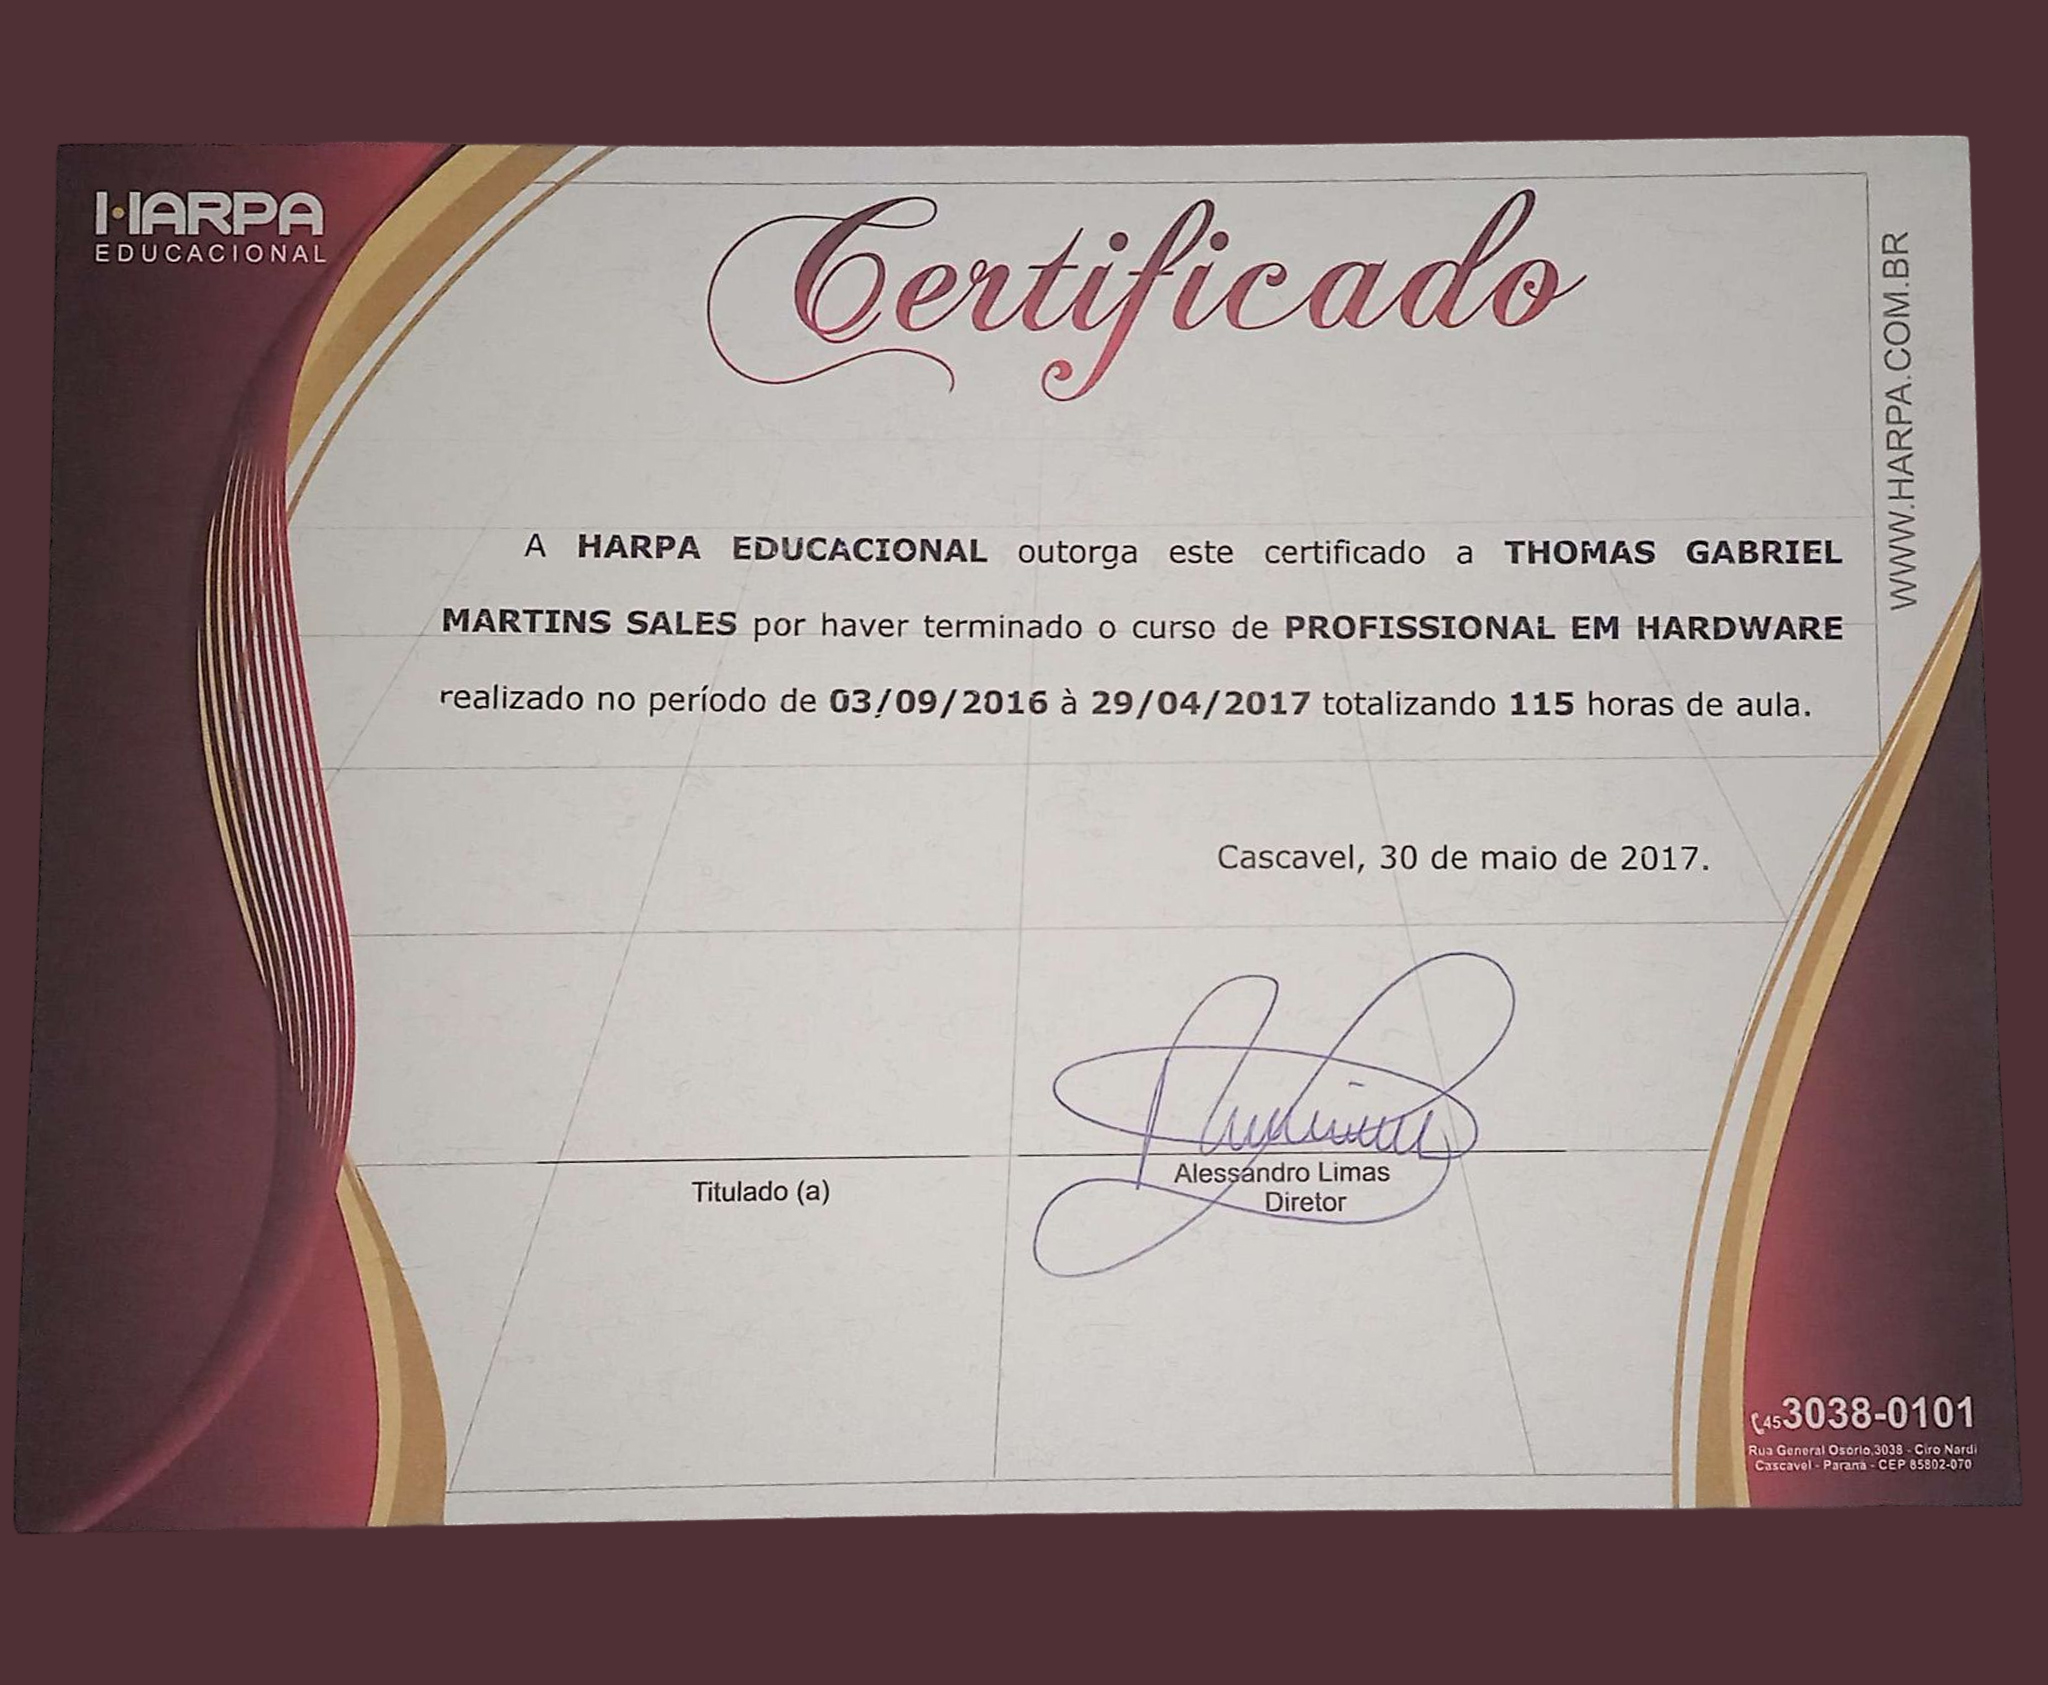 HARPA
EDUCACIONAL
Certificado
WWW.HARPA.COM.BR
A HARPA EDUCACIONAL outorga este certificado a THOMAS GABRIEL
MARTINS SALES por haver terminado o curso de PROFISSIONAL EM HARDWARE
realizado no período de 03/09/2016 à 29/04/2017 totalizando 115 horas de aula.
Cascavel, 30 de maio de 2017.
Titulado (a)
Alessandro Limas
Diretor
45 3038-0101
Rua General Osorio,3038 - Ciro Nardi
Cascavel - Paraná - CEP 85802-070